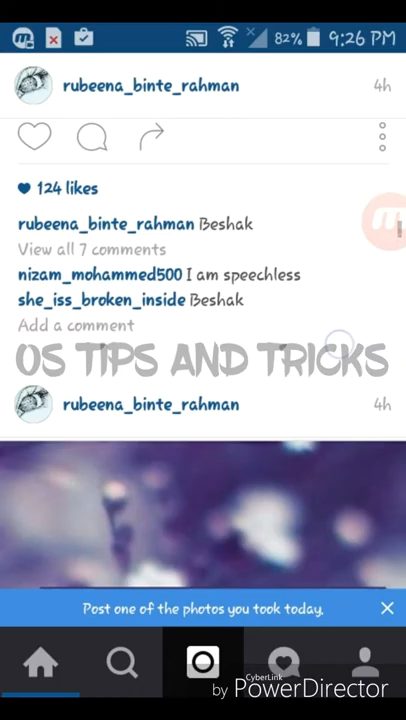 82% 9:26 PM
rubeena_binte_rahman 4h
124 likes
rubeena_binte_rahman Beshak
View all 7 comments
nizam_mohammed500 I am speechless
she_iss_broken_inside Beshak
Add a comment
OS TIPS AND TRICKS
rubeena_binte_rahman 4h
Post one of the photos you took today.
CyberLink
by PowerDirector